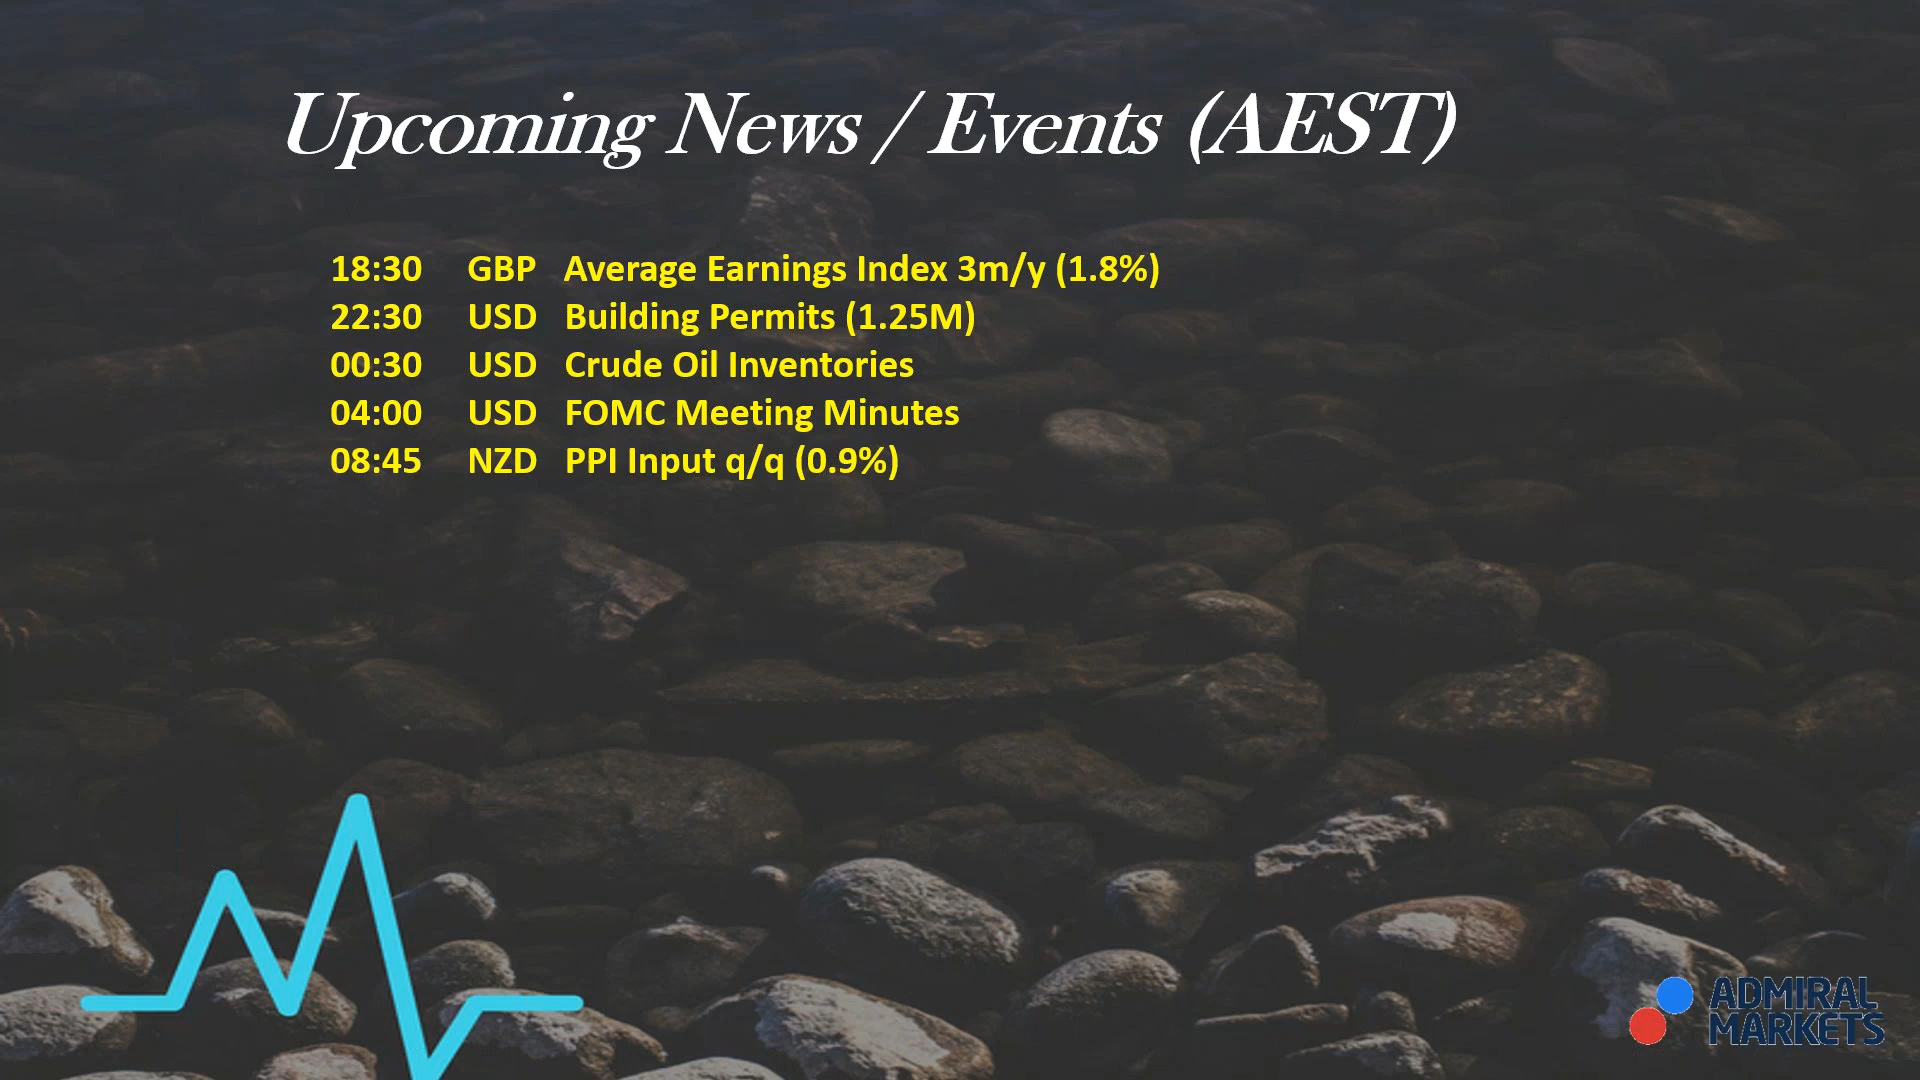 Upcoming News / Events (AEST)
18:30 GBP Average Earnings Index 3m/y (1.8%)
22:30 USD Building Permits (1.25M)
00:30 USD Crude Oil Inventories
04:00 USD FOMC Meeting Minutes
08:45 NZD PPI Input q/q (0.9%)
ADMIRAL
MARKETS